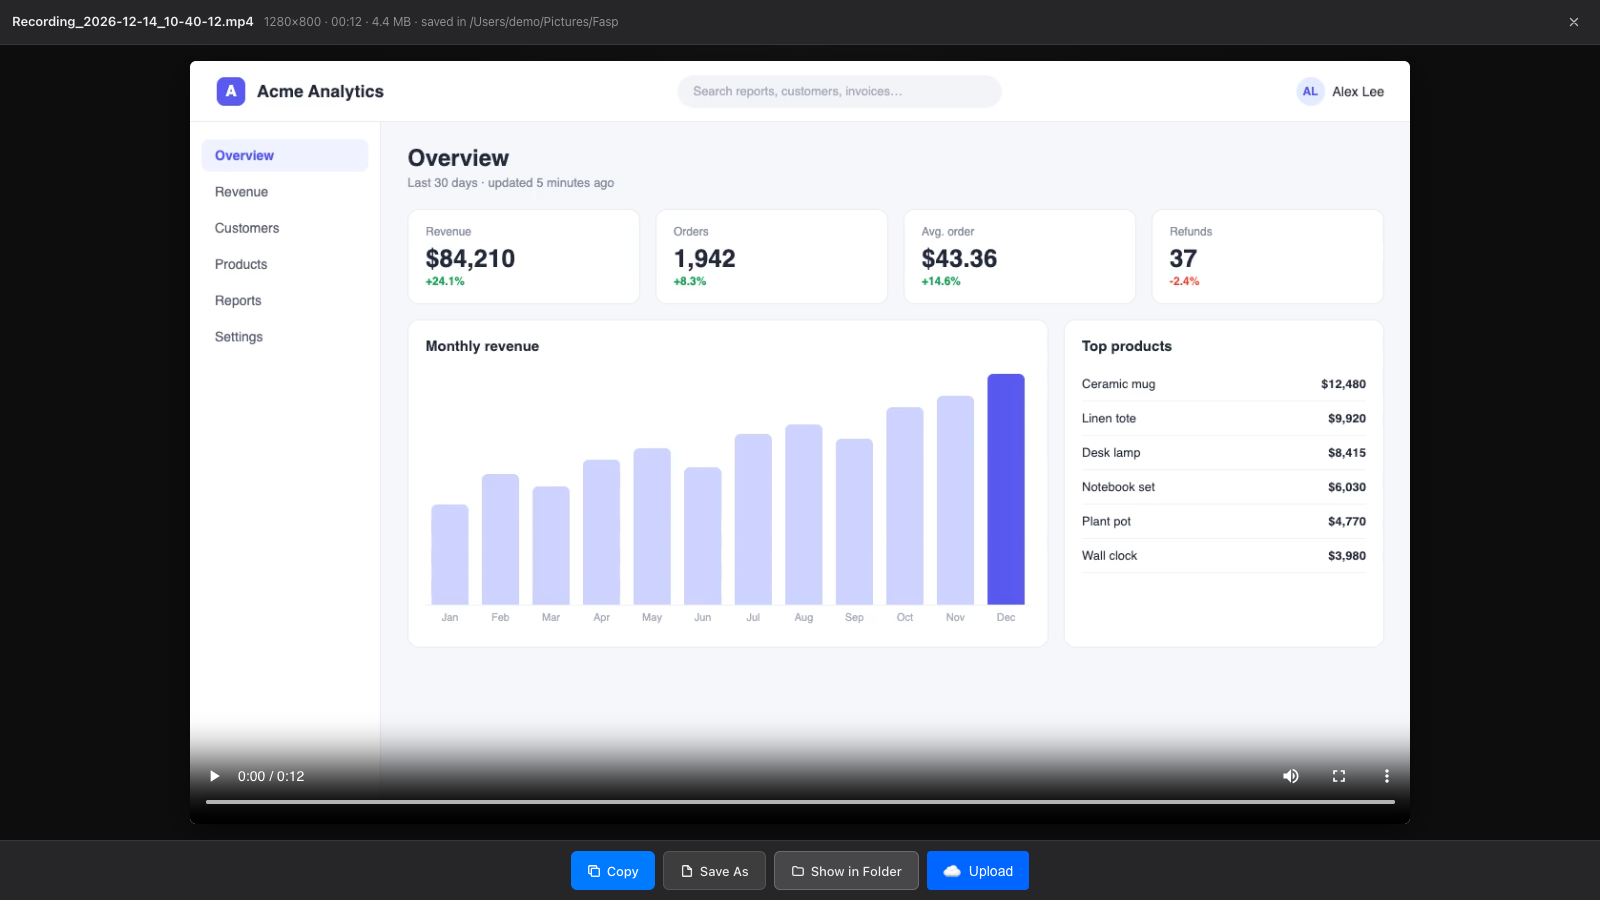 Recording_2026-12-14_10-40-12.mp4 1280×800 · 00:12 · 4.4 MB · saved in /Users/demo/Pictures/Fasp
A Acme Analytics
Search reports, customers, invoices…
AL Alex Lee
Overview
Revenue
Customers
Products
Reports
Settings
Overview
Last 30 days · updated 5 minutes ago
Revenue
$84,210
+24.1%
Orders
1,942
+8.3%
Avg. order
$43.36
+14.6%
Refunds
37
-2.4%
Monthly revenue
Jan Feb Mar Apr May Jun Jul Aug Sep Oct Nov Dec
Top products
Ceramic mug $12,480
Linen tote $9,920
Desk lamp $8,415
Notebook set $6,030
Plant pot $4,770
Wall clock $3,980
0:00 / 0:12
Copy
Save As
Show in Folder
Upload